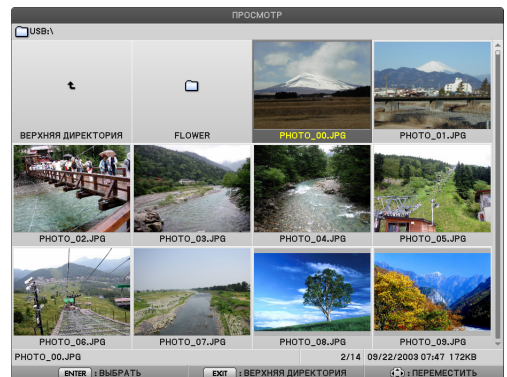 ПРОСМОТР
USB:\
ВЕРХНЯЯ ДИРЕКТОРИЯ FLOWER PHOTO_00.JPG PHOTO_01.JPG
PHOTO_02.JPG PHOTO_03.JPG PHOTO_04.JPG PHOTO_05.JPG
PHOTO_06.JPG PHOTO_07.JPG PHOTO_08.JPG PHOTO_09.JPG
PHOTO_00.JPG 2/14 09/22/2003 07:47 172KB
ENTER : ВЫБРАТЬ EXIT : ВЕРХНЯЯ ДИРЕКТОРИЯ : ПЕРЕМЕСТИТЬ